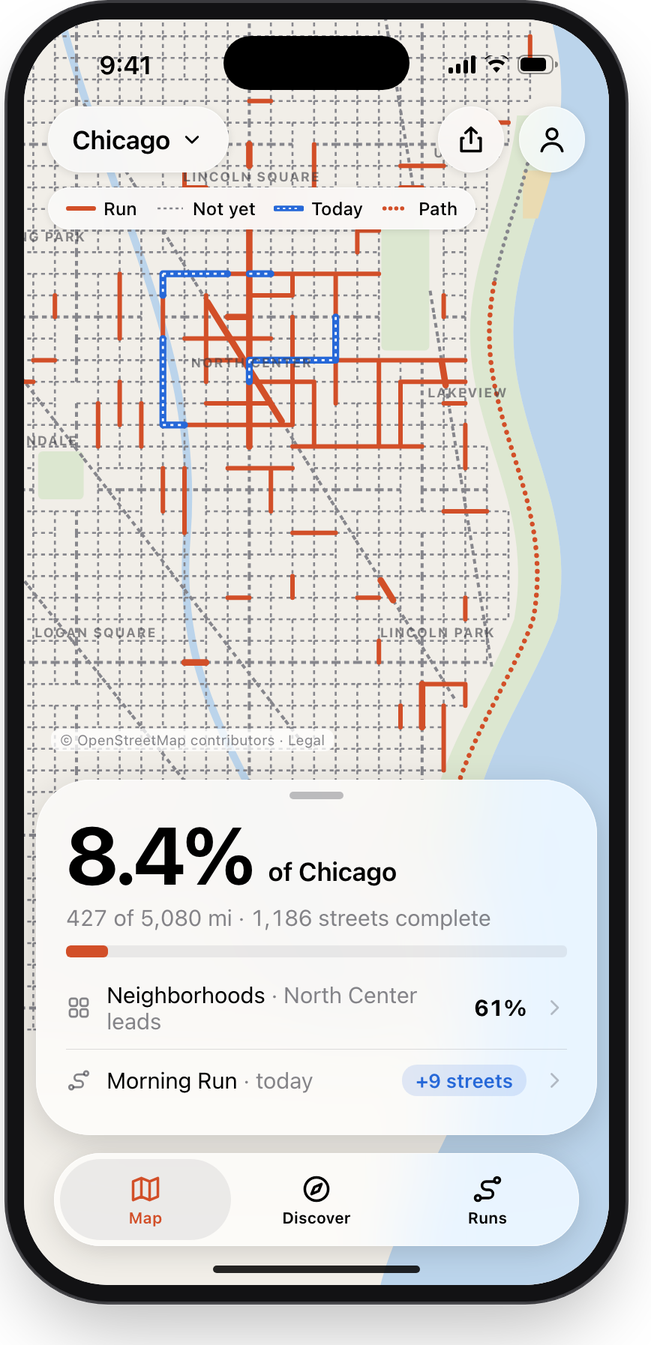 9:41
Chicago
LINCOLN SQUARE
Run Not yet Today Path
NORTH CENTER
LAKEVIEW
NDALE
LOGAN SQUARE
LINCOLN PARK
© OpenStreetMap contributors · Legal
8.4% of Chicago
427 of 5,080 mi · 1,186 streets complete
Neighborhoods · North Center
leads
61%
Morning Run · today
+9 streets
Map
Discover
Runs